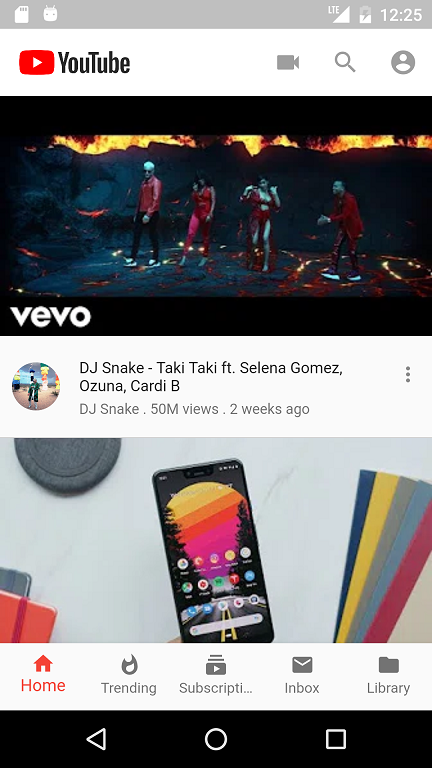 LTE 12:25
YouTube
vevo
DJ Snake - Taki Taki ft. Selena Gomez,
Ozuna, Cardi B
DJ Snake . 50M views . 2 weeks ago
Home
Trending
Subscripti...
Inbox
Library